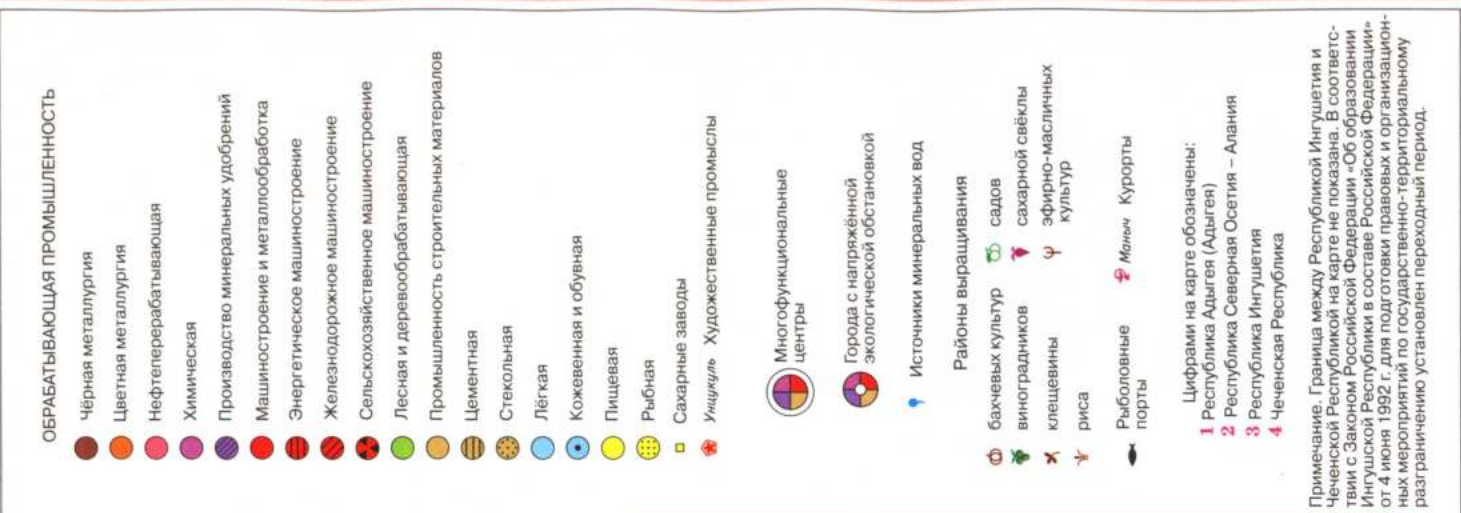 ОБРАБАТЫВАЮЩАЯ ПРОМЫШЛЕННОСТЬ
Чёрная металлургия
Цветная металлургия
Нефтеперерабатывающая
Химическая
Производство минеральных удобрений
Машиностроение и металлообработка
Энергетическое машиностроение
Железнодорожное машиностроение
Сельскохозяйственное машиностроение
Лесная и деревообрабатывающая
Промышленность строительных материалов
Цементная
Стекольная
Лёгкая
Кожевенная и обувная
Пищевая
Рыбная
Сахарные заводы
Унцукуль Художественные промыслы
Многофункциональные
центры
Города с напряжённой
экологической обстановкой
Источники минеральных вод
Районы выращивания
бахчевых культур
виноградников
клещевины
риса
садов
сахарной свёклы
эфирно-масличных
культур
Рыболовные
порты
Маныч Курорты
Цифрами на карте обозначены:
1 Республика Адыгея (Адыгея)
2 Республика Северная Осетия – Алания
3 Республика Ингушетия
4 Чеченская Республика
Примечание. Граница между Республикой Ингушетия и
Чеченской Республикой на карте не показана. В соответс-
твии с Законом Российской Федерации «Об образовании
Ингушской Республики в составе Российской Федерации»
от 4 июня 1992 г. для подготовки правовых и организацион-
ных мероприятий по государственно-территориальному
разграничению установлен переходный период.